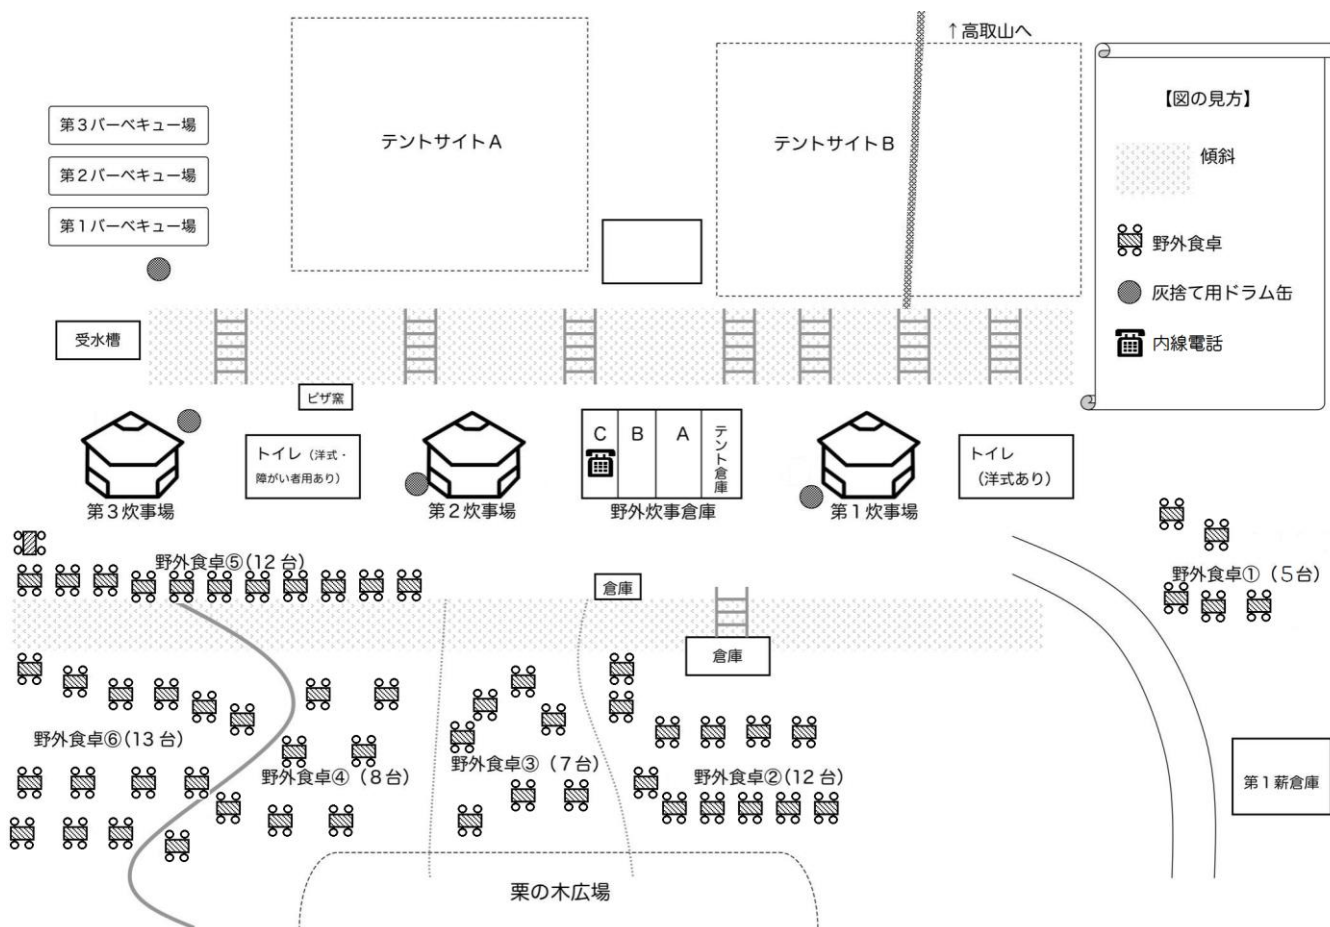 ↑高取山へ
【図の見方】
傾斜
野外食卓
灰捨て用ドラム缶
内線電話
第3バーベキュー場
第2バーベキュー場
第1バーベキュー場
テントサイトA
テントサイトB
受水槽
ピザ窯
トイレ(洋式・
障がい者用あり)
C
B
A
テント倉庫
トイレ
(洋式あり)
第3炊事場
第2炊事場
野外炊事倉庫
第1炊事場
野外食卓⑤(12台)
倉庫
野外食卓①(5台)
倉庫
野外食卓⑥(13台)
野外食卓④(8台)
野外食卓③(7台)
野外食卓②(12台)
第1薪倉庫
栗の木広場